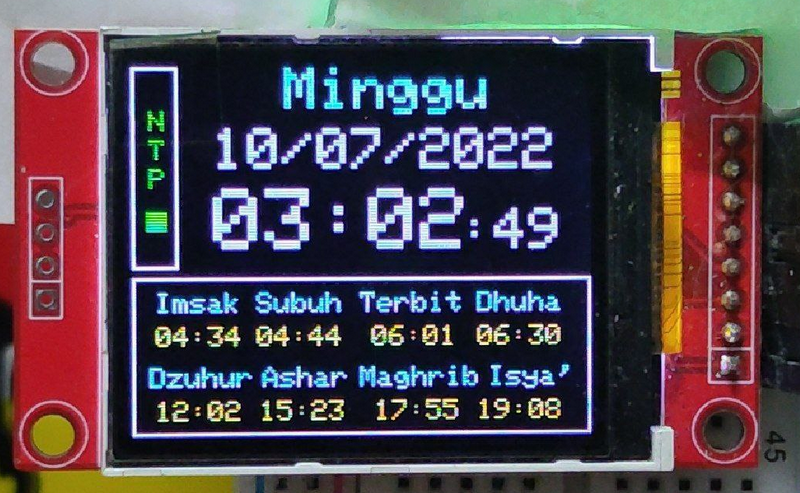 Minggu
NTP
10/07/2022
03:02:49
Imsak Subuh Terbit Dhuha
04:34 04:44 06:01 06:30
Dzuhur Ashar Maghrib Isya'
12:02 15:23 17:55 19:08
45